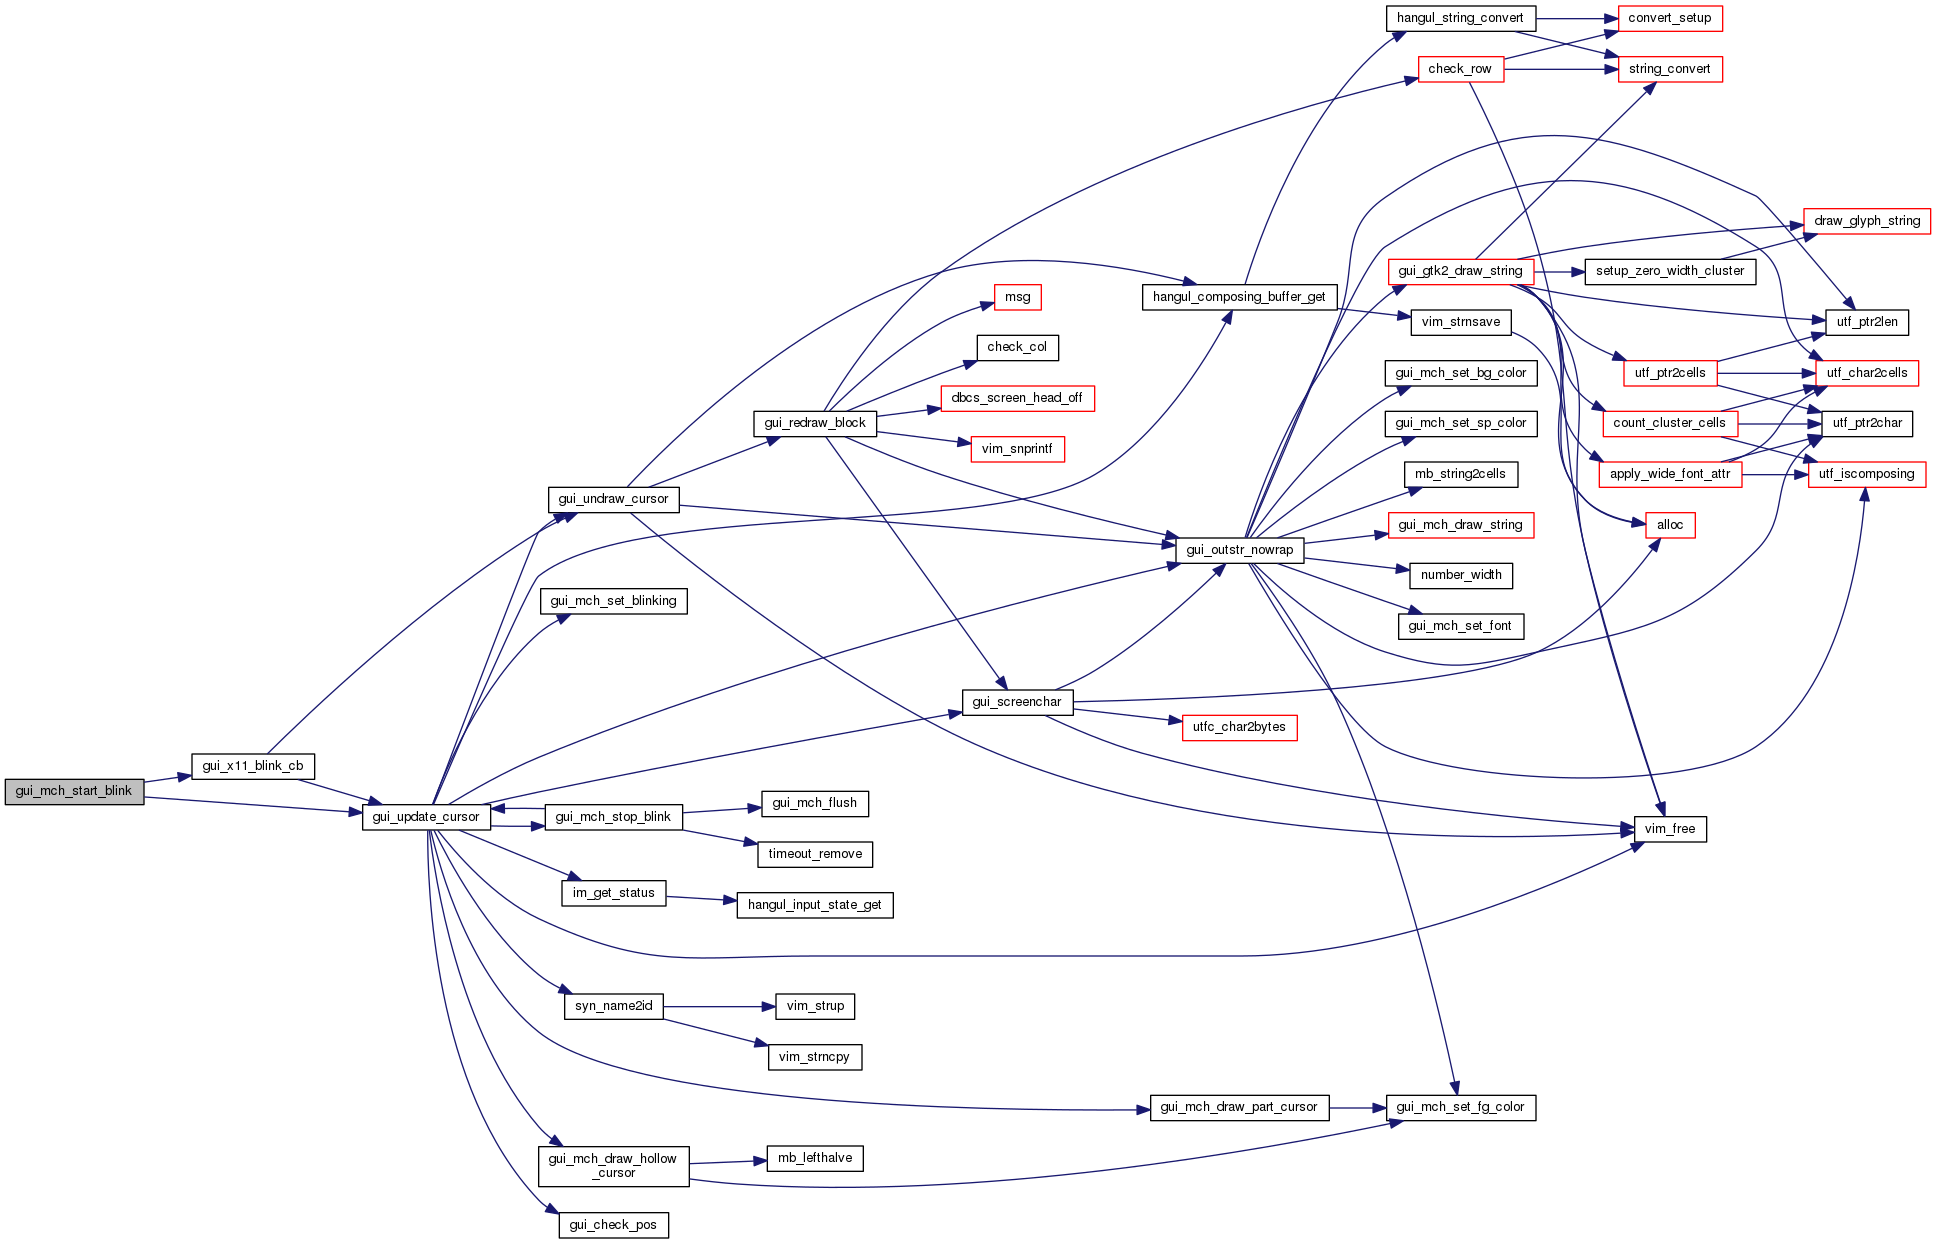 hangul_string_convert
convert_setup
check_row
string_convert
draw_glyph_string
gui_gtk2_draw_string
setup_zero_width_cluster
msg
hangul_composing_buffer_get
vim_strnsave
utf_ptr2len
check_col
gui_mch_set_bg_color
utf_ptr2cells
utf_char2cells
dbcs_screen_head_off
gui_redraw_block
gui_mch_set_sp_color
count_cluster_cells
utf_ptr2char
vim_snprintf
mb_string2cells
apply_wide_font_attr
utf_iscomposing
gui_undraw_cursor
gui_mch_draw_string
alloc
gui_outstr_nowrap
number_width
gui_mch_set_blinking
gui_mch_set_font
gui_screenchar
utfc_char2bytes
gui_x11_blink_cb
gui_mch_start_blink
gui_mch_flush
gui_update_cursor
gui_mch_stop_blink
vim_free
timeout_remove
im_get_status
hangul_input_state_get
syn_name2id
vim_strup
vim_strncpy
gui_mch_draw_part_cursor
gui_mch_set_fg_color
gui_mch_draw_hollow
_cursor
mb_lefthalve
gui_check_pos